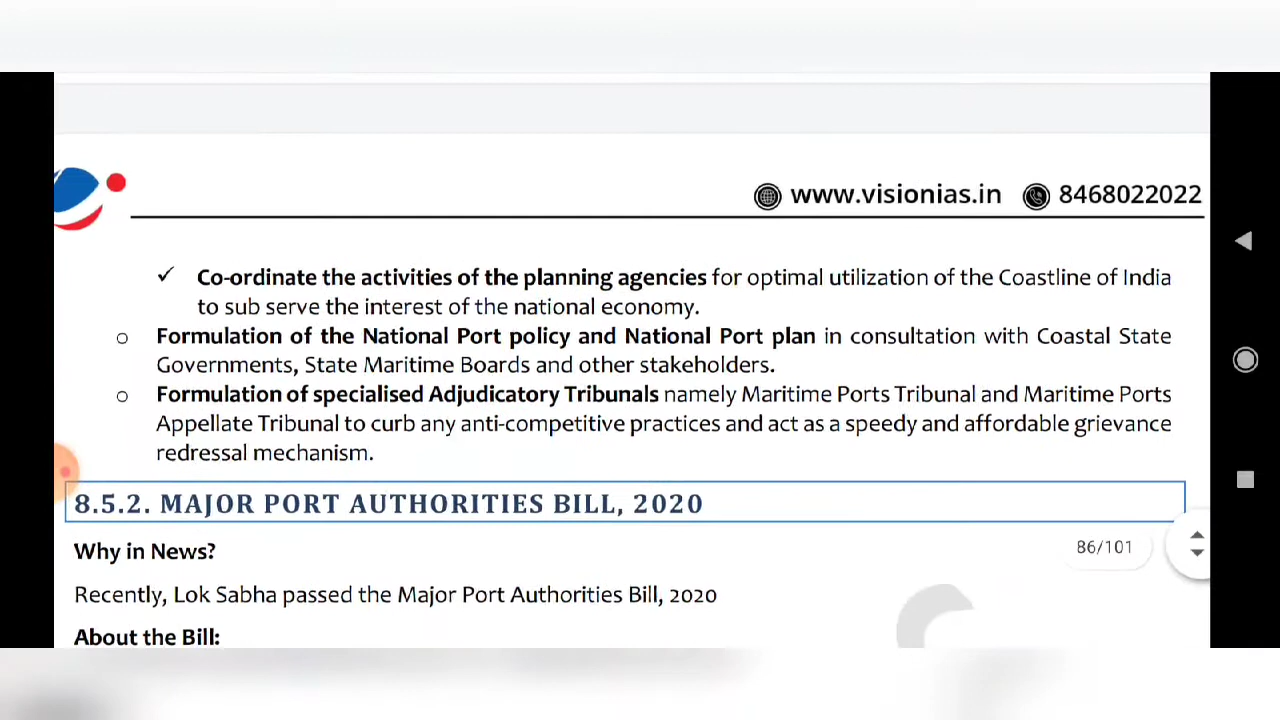 www.visionias.in 8468022022
✓ Co-ordinate the activities of the planning agencies for optimal utilization of the Coastline of India
to sub serve the interest of the national economy.
o Formulation of the National Port policy and National Port plan in consultation with Coastal State
Governments, State Maritime Boards and other stakeholders.
o Formulation of specialised Adjudicatory Tribunals namely Maritime Ports Tribunal and Maritime Ports
Appellate Tribunal to curb any anti-competitive practices and act as a speedy and affordable grievance
redressal mechanism.
8.5.2. MAJOR PORT AUTHORITIES BILL, 2020
Why in News?
86/101
Recently, Lok Sabha passed the Major Port Authorities Bill, 2020
About the Bill: